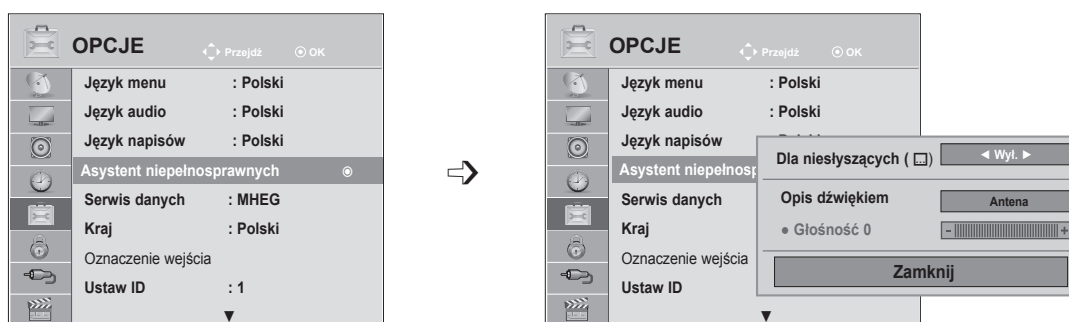 OPCJE Przejdź OK
Język menu : Polski
Język audio : Polski
Język napisów : Polski
Asystent niepełnosprawnych
Serwis danych : MHEG
Kraj : Polski
Oznaczenie wejścia
Ustaw ID : 1
OPCJE Przejdź OK
Język menu : Polski
Język audio : Polski
Język napisów
Asystent niepełnosp
Serwis danych
Kraj
Oznaczenie wejścia
Ustaw ID
Dla niesłyszących ( ... ) ◄ Wył. ►
Opis dźwiękiem Antena
● Głośność 0 - +
Zamknij